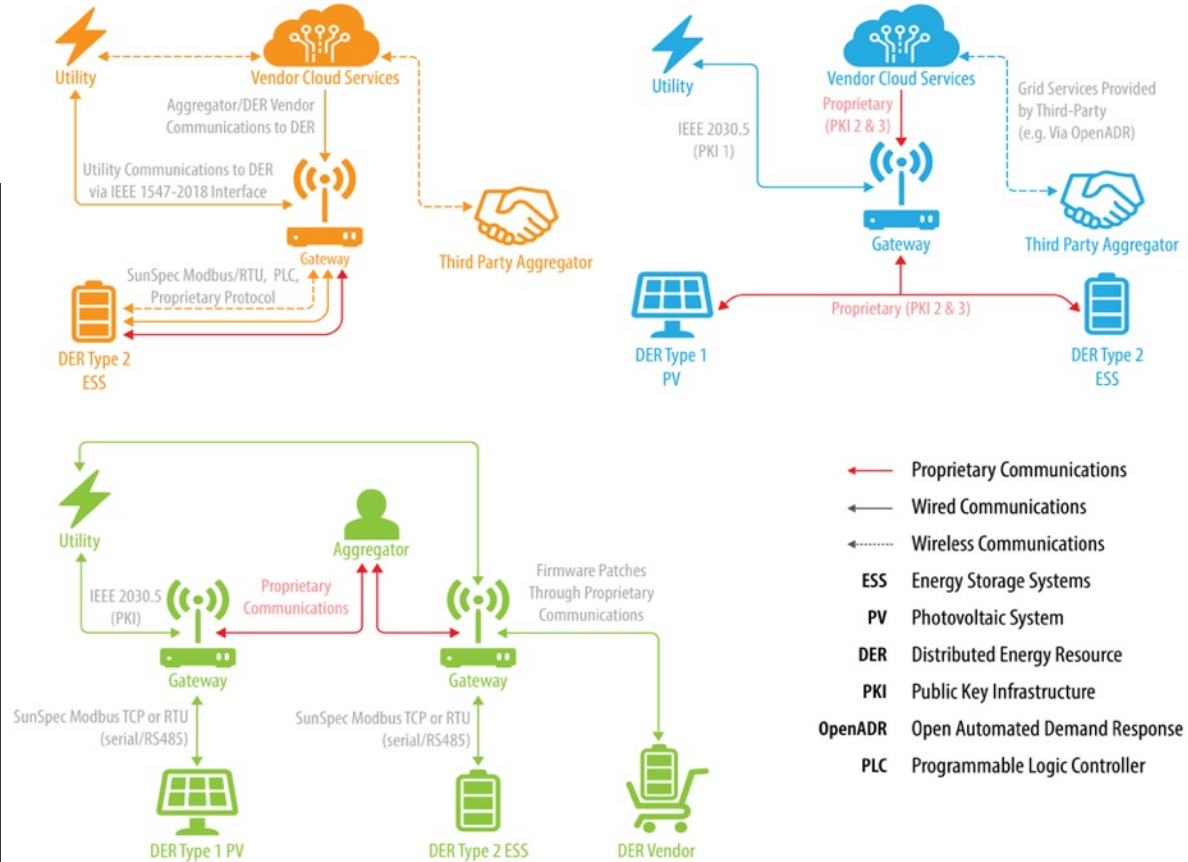 Utility
Vendor Cloud Services
Aggregator/DER Vendor
Communications to DER
Utility Communications to DER
via IEEE 1547-2018 Interface
Gateway
Third Party Aggregator
SunSpec Modbus/RTU, PLC,
Proprietary Protocol
DER Type 2
ESS
Utility
Vendor Cloud Services
Proprietary
(PKI 2 & 3)
Grid Services Provided
by Third-Party
(e.g. Via OpenADR)
IEEE 2030.5
(PKI 1)
Gateway
Third Party Aggregator
Proprietary (PKI 2 & 3)
DER Type 1
PV
DER Type 2
ESS
Utility
Aggregator
IEEE 2030.5
(PKI)
Proprietary
Communications
Firmware Patches
Through Proprietary
Communications
Gateway
Gateway
SunSpec Modbus TCP or RTU
(serial/RS485)
SunSpec Modbus TCP or RTU
(serial/RS485)
DER Type 1 PV
DER Type 2 ESS
DER Vendor
Proprietary Communications
Wired Communications
Wireless Communications
ESS Energy Storage Systems
PV Photovoltaic System
DER Distributed Energy Resource
PKI Public Key Infrastructure
OpenADR Open Automated Demand Response
PLC Programmable Logic Controller